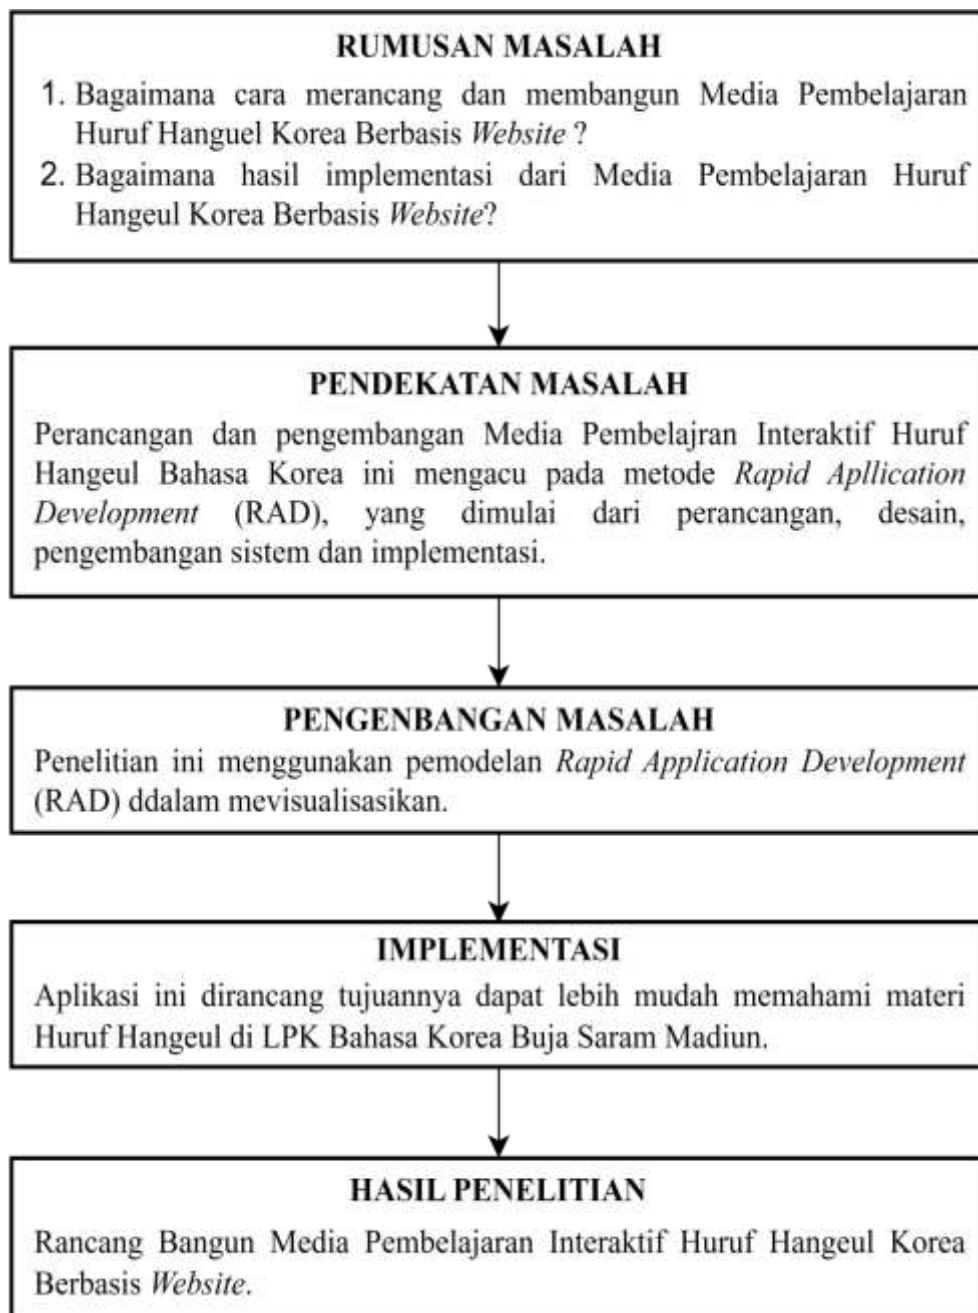 RUMUSAN MASALAH
1. Bagaimana cara merancang dan membangun Media Pembelajaran
Huruf Hanguel Korea Berbasis Website ?
2. Bagaimana hasil implementasi dari Media Pembelajaran Huruf
Hangeul Korea Berbasis Website?
PENDEKATAN MASALAH
Perancangan dan pengembangan Media Pembelajran Interaktif Huruf
Hangeul Bahasa Korea ini mengacu pada metode Rapid Apllication
Development (RAD), yang dimulai dari perancangan, desain,
pengembangan sistem dan implementasi.
PENGENBANGAN MASALAH
Penelitian ini menggunakan pemodelan Rapid Application Development
(RAD) ddalam mevisualisasikan.
IMPLEMENTASI
Aplikasi ini dirancang tujuannya dapat lebih mudah memahami materi
Huruf Hangeul di LPK Bahasa Korea Buja Saram Madiun.
HASIL PENELITIAN
Rancang Bangun Media Pembelajaran Interaktif Huruf Hangeul Korea
Berbasis Website.